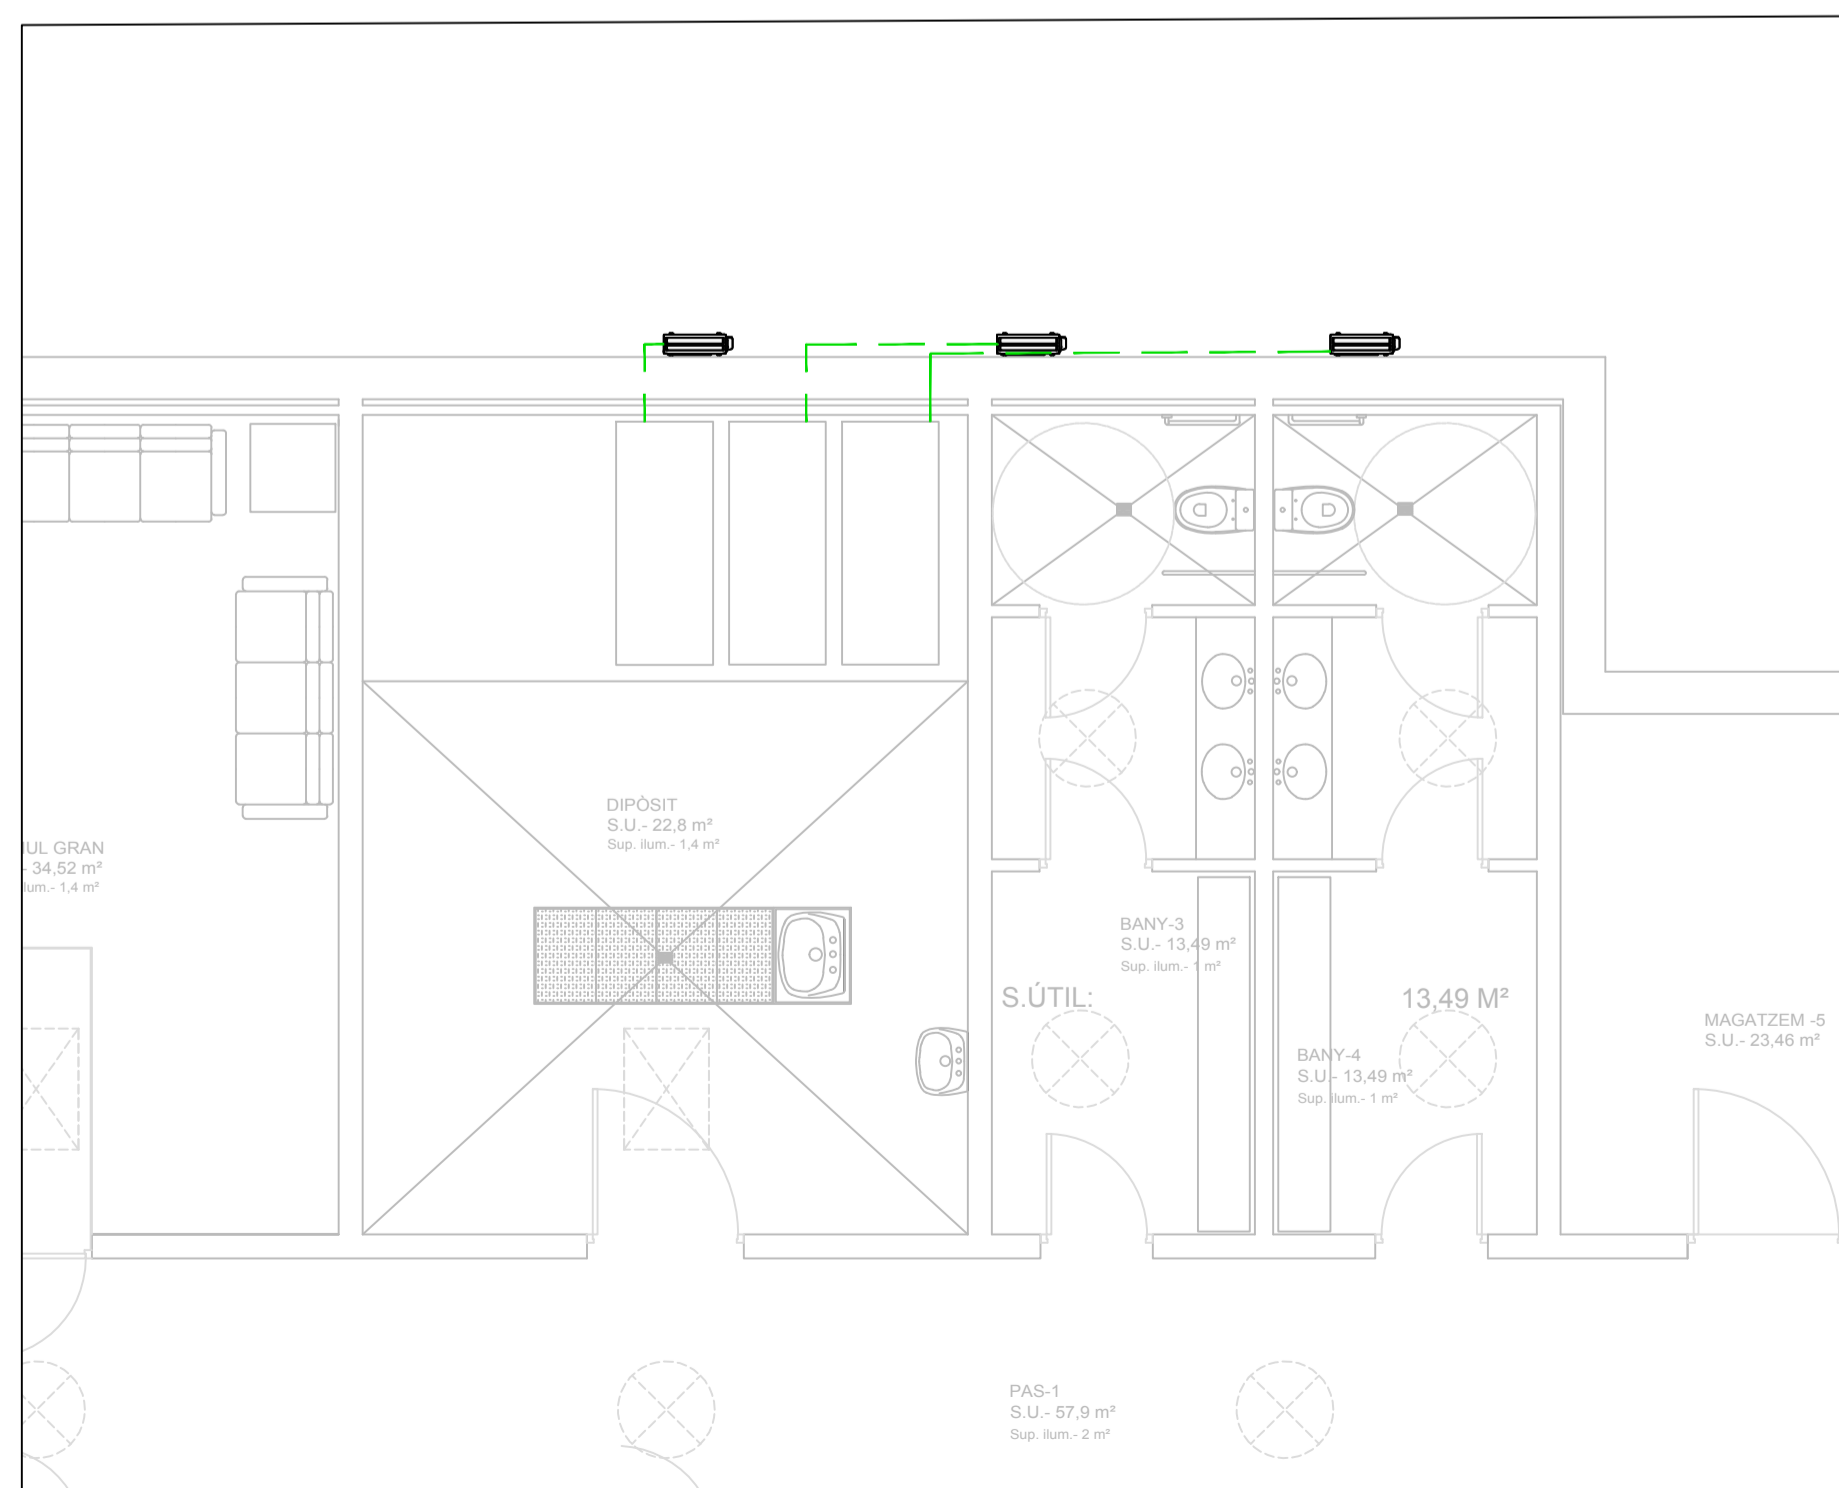 DIPÒSIT
S.U.- 22,8 m²
Sup. ilum.- 1,4 m²
UL GRAN
- 34,52 m²
lum.- 1,4 m²
BANY-3
S.U.- 13,49 m²
Sup. ilum.- 1 m²
S.ÚTIL:
13,49 M²
MAGATZEM -5
S.U.- 23,46 m²
BANY-4
S.U.- 13,49 m²
Sup. ilum.- 1 m²
PAS-1
S.U.- 57,9 m²
Sup. ilum.- 2 m²